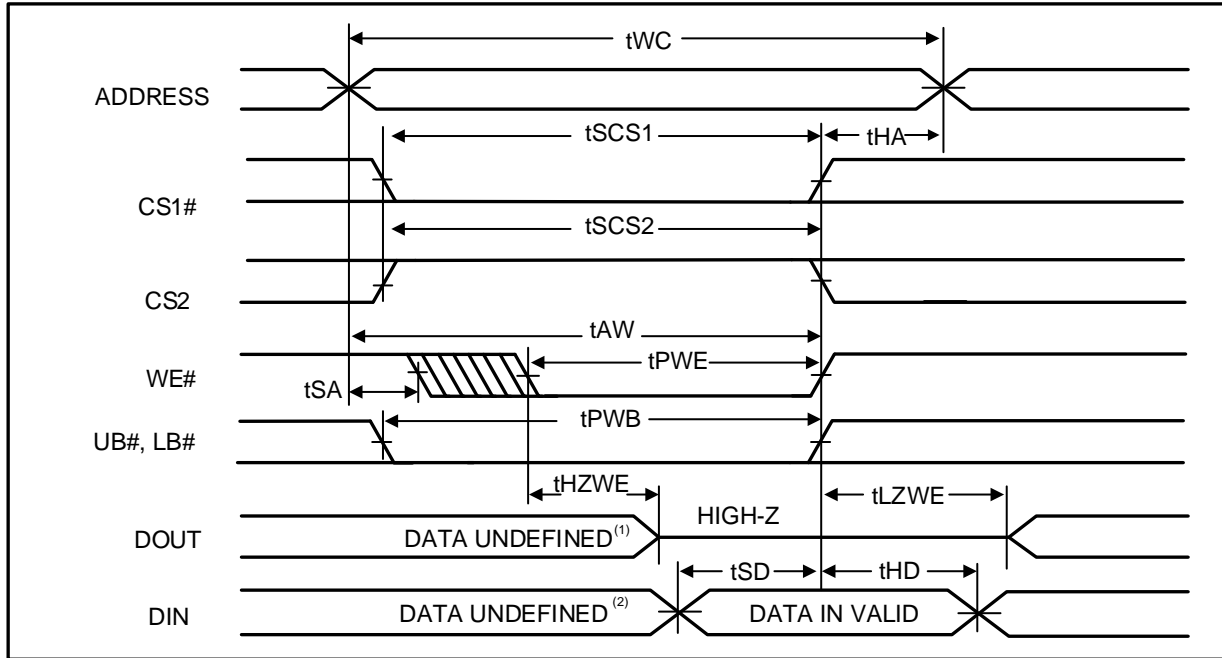 tWC
ADDRESS
tSCS1
tHA
CS1#
tSCS2
CS2
tAW
tPWE
WE#
tSA
tPWB
UB#, LB#
tHZWE
tLZWE
HIGH-Z
DOUT
DATA UNDEFINED(1)
tSD
tHD
DIN
DATA UNDEFINED (2)
DATA IN VALID